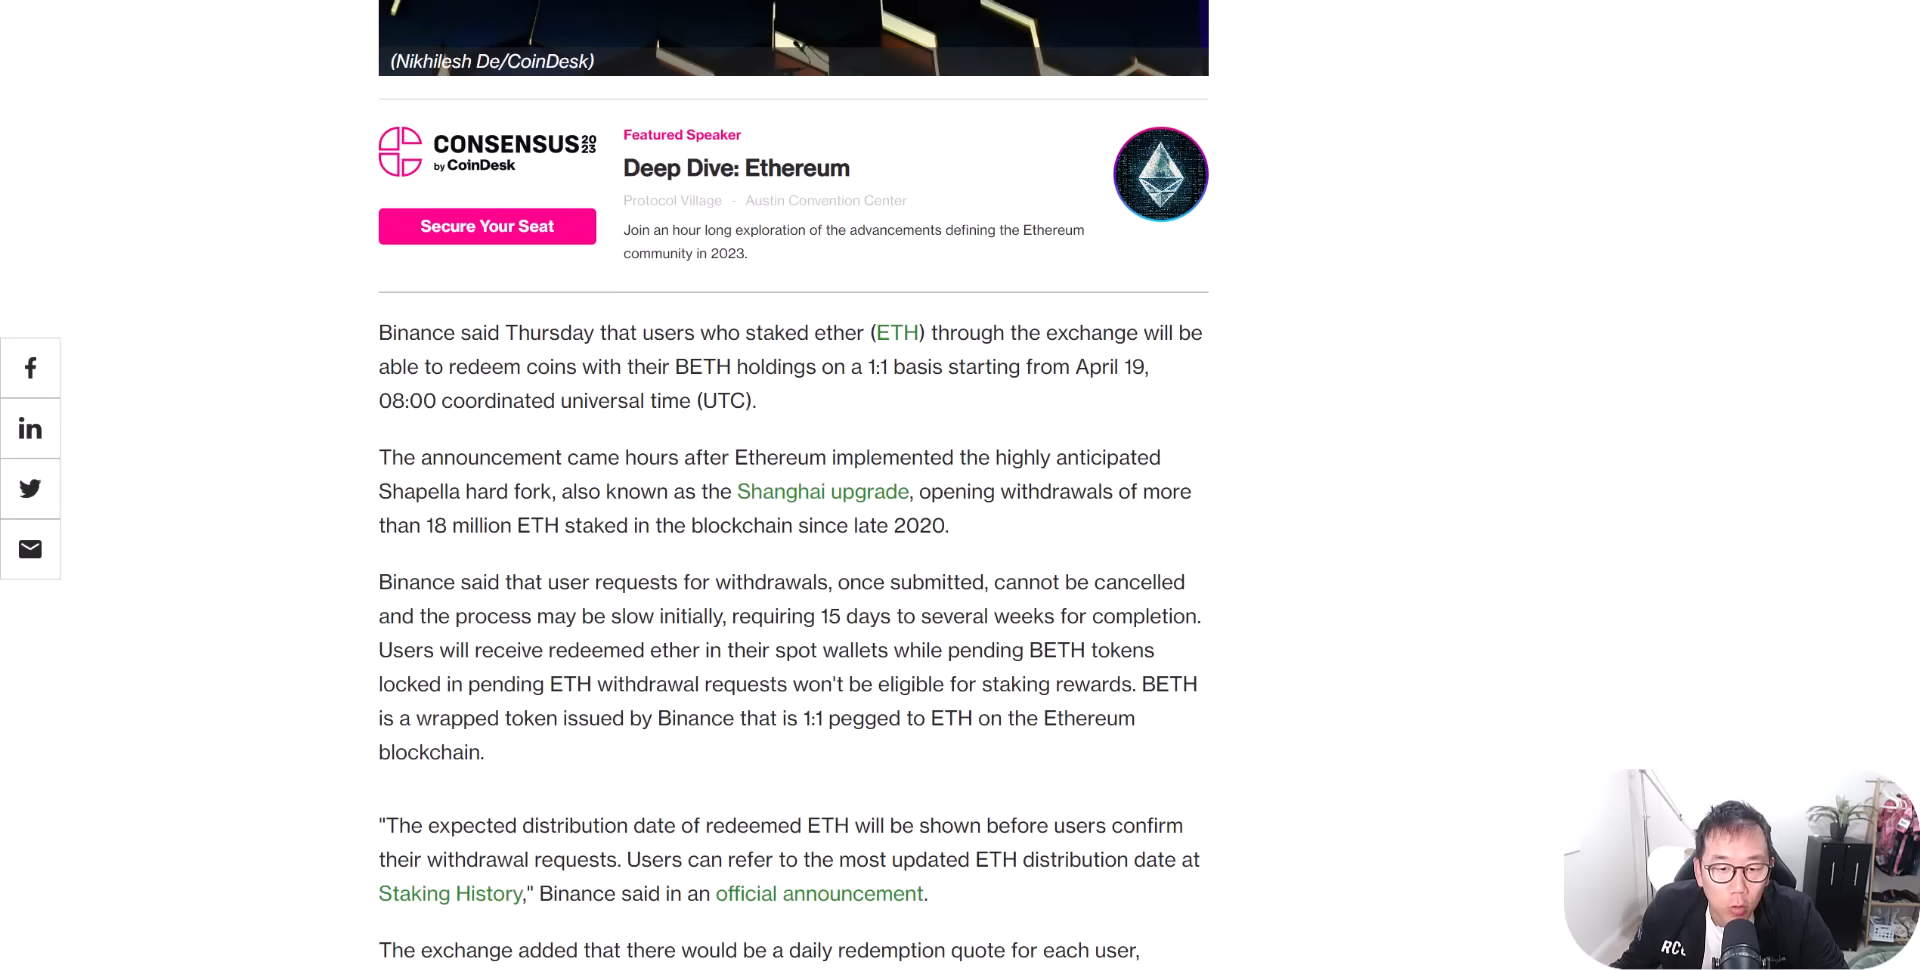 (Nikhilesh De/CoinDesk)
CONSENSUS 2023
by CoinDesk
Secure Your Seat
Featured Speaker
Deep Dive: Ethereum
Protocol Village - Austin Convention Center
Join an hour long exploration of the advancements defining the Ethereum
community in 2023.
Binance said Thursday that users who staked ether (ETH) through the exchange will be
able to redeem coins with their BETH holdings on a 1:1 basis starting from April 19,
08:00 coordinated universal time (UTC).
The announcement came hours after Ethereum implemented the highly anticipated
Shapella hard fork, also known as the Shanghai upgrade, opening withdrawals of more
than 18 million ETH staked in the blockchain since late 2020.
Binance said that user requests for withdrawals, once submitted, cannot be cancelled
and the process may be slow initially, requiring 15 days to several weeks for completion.
Users will receive redeemed ether in their spot wallets while pending BETH tokens
locked in pending ETH withdrawal requests won't be eligible for staking rewards. BETH
is a wrapped token issued by Binance that is 1:1 pegged to ETH on the Ethereum
blockchain.
"The expected distribution date of redeemed ETH will be shown before users confirm
their withdrawal requests. Users can refer to the most updated ETH distribution date at
Staking History," Binance said in an official announcement.
The exchange added that there would be a daily redemption quote for each user,